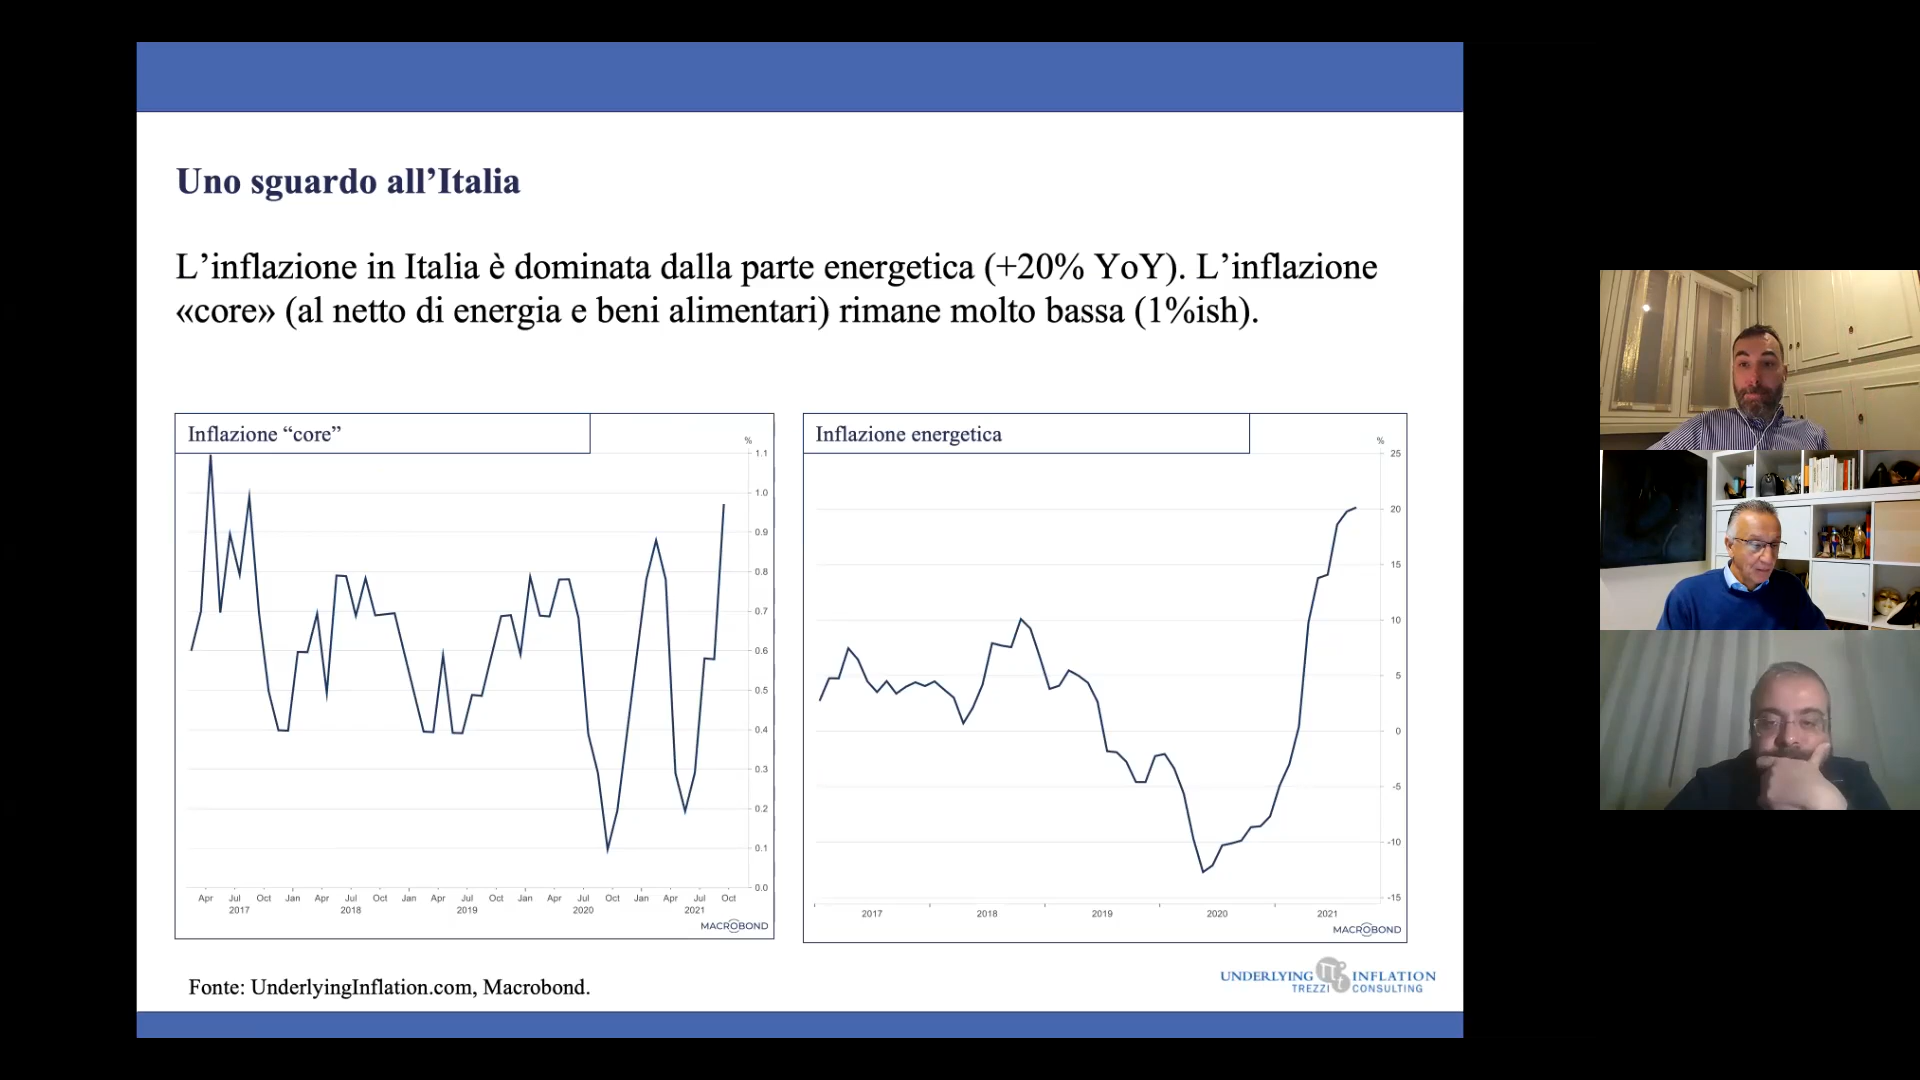 Uno sguardo all’Italia
L’inflazione in Italia è dominata dalla parte energetica (+20% YoY). L’inflazione
«core» (al netto di energia e beni alimentari) rimane molto bassa (1%ish).
Inflazione “core”
%
1.1
1.0
0.9
0.8
0.7
0.6
0.5
0.4
0.3
0.2
0.1
0.0
Apr Jul Oct Jan Apr Jul Oct Jan Apr Jul Oct Jan Apr Jul Oct Jan Apr Jul Oct
2017 2018 2019 2020 2021
MACROBOND
Inflazione energetica
%
25
20
15
10
5
0
-5
-10
-15
2017 2018 2019 2020 2021
MACROBOND
Fonte: UnderlyingInflation.com, Macrobond.
UNDERLYING π t INFLATION
TREZZI CONSULTING